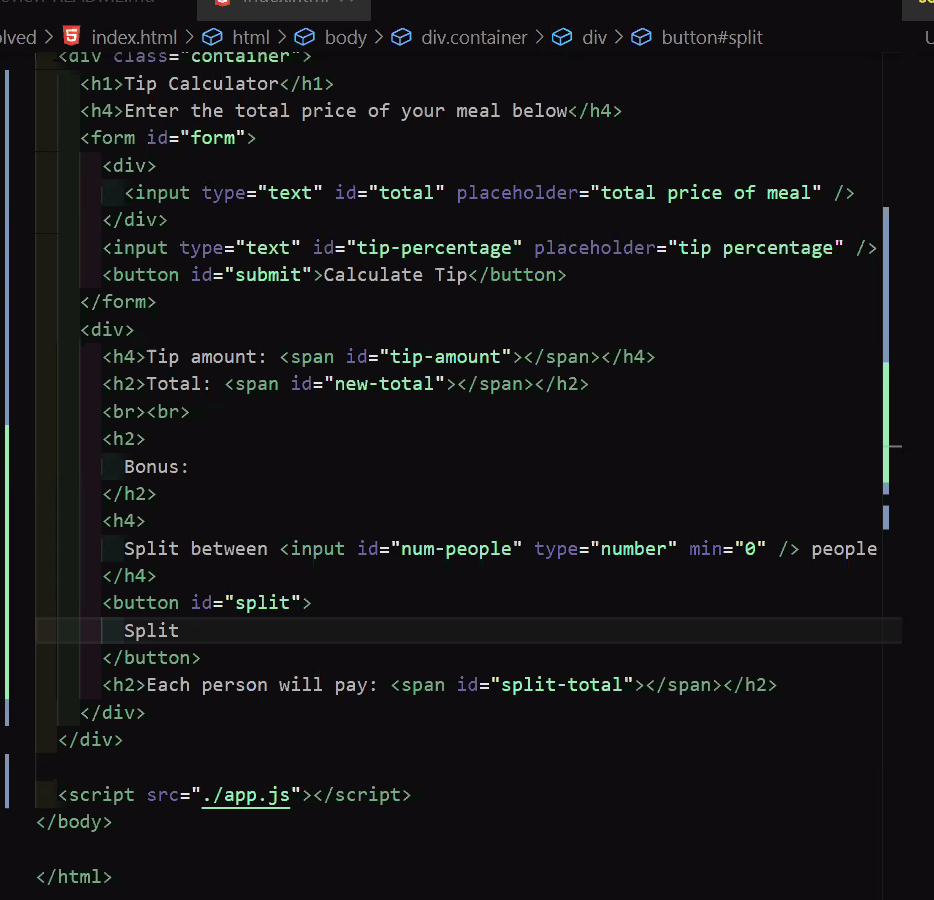 index.html
lved > index.html > html > body > div.container > div > button#split
<div class="container">
<h1>Tip Calculator</h1>
<h4>Enter the total price of your meal below</h4>
<form id="form">
<div>
<input type="text" id="total" placeholder="total price of meal" />
</div>
<input type="text" id="tip-percentage" placeholder="tip percentage" />
<button id="submit">Calculate Tip</button>
</form>
<div>
<h4>Tip amount: <span id="tip-amount"></span></h4>
<h2>Total: <span id="new-total"></span></h2>
<br><br>
<h2>
Bonus:
</h2>
<h4>
Split between <input id="num-people" type="number" min="0" /> people
</h4>
<button id="split">
Split
</button>
<h2>Each person will pay: <span id="split-total"></span></h2>
</div>
</div>
<script src="./app.js"></script>
</body>
</html>